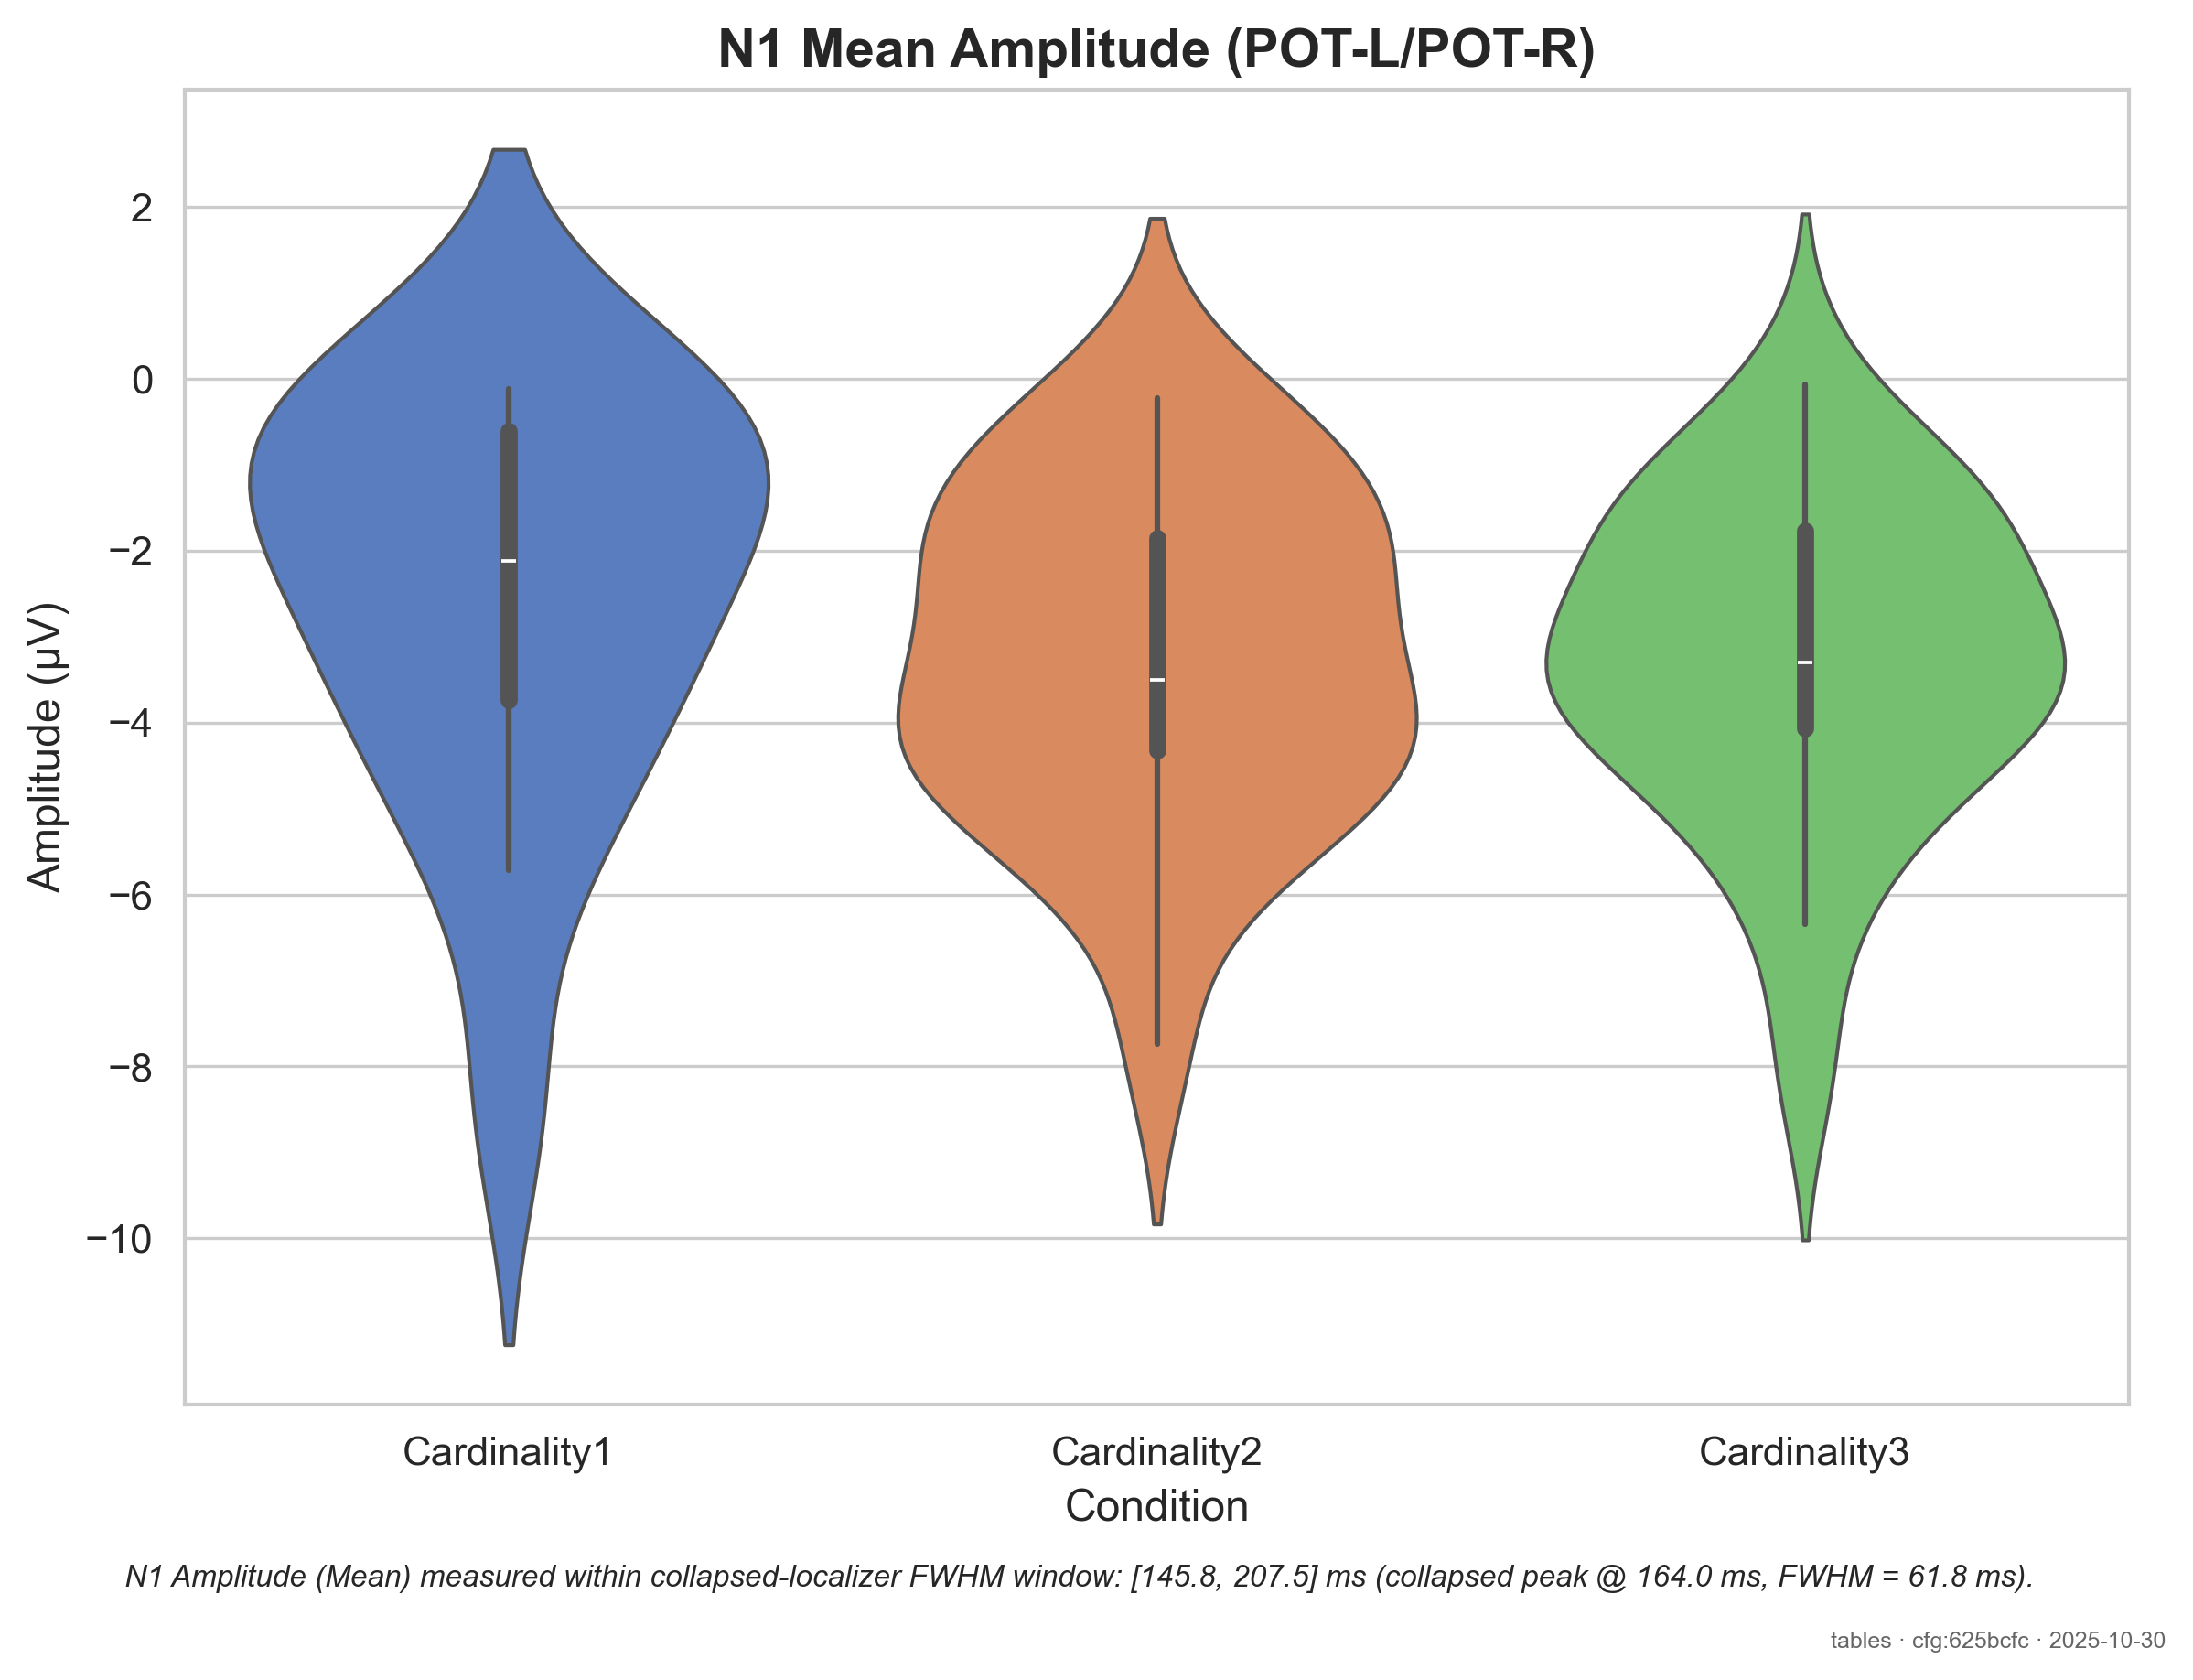 N1 Mean Amplitude (POT-L/POT-R)
Amplitude (µV)
2
0
−2
−4
−6
−8
−10
Cardinality1 Cardinality2 Cardinality3
Condition
N1 Amplitude (Mean) measured within collapsed-localizer FWHM window: [145.8, 207.5] ms (collapsed peak @ 164.0 ms, FWHM = 61.8 ms).
tables · cfg:625bcfc · 2025-10-30